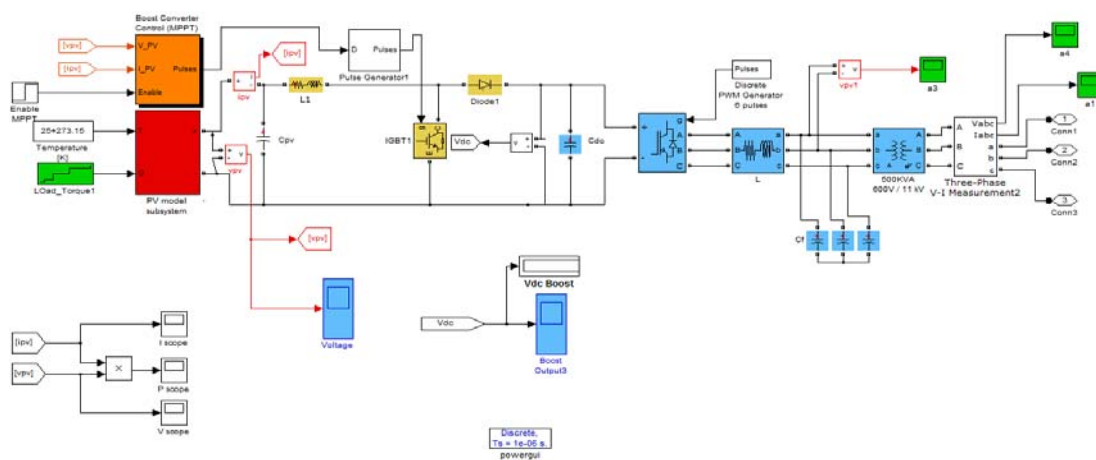 Boost Converter
Control (MPPT)
[vpv]
V_PV
[ipv]
I_PV
Pulses
Enable
Enable
MPPT
25+273.15
Temperature
[K]
LOad_Torque1
PV model
subsystem
D
Pulses
Pulse Generator1
[ipv]
ipv
L1
Cpv
vpv
IGBT1
Diode1
Vdc
v
Cdc
Pulses
Discrete
PWM Generator
6 pulses
g
A
B
C
A
B
C
a
b
c
L
v
vpv1
a3
Cf
a
b
c
A
B
C
500KVA
600V / 11 kV
A
B
C
Vabc
Iabc
a
b
c
Three-Phase
V-I Measurement2
a4
a1
1
Conn1
2
Conn2
3
Conn3
[vpv]
Voltage
Vdc
Vdc Boost
Boost
Output3
[ipv]
[vpv]
×
I scope
P scope
V scope
Discrete,
Ts = 1e-06 s.
powergui